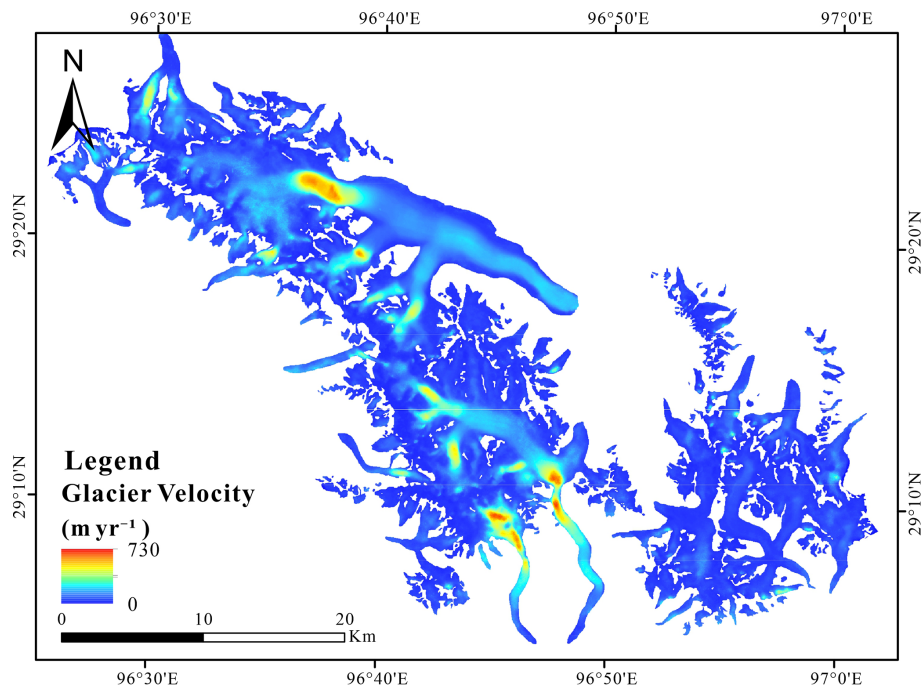 96°30′E 96°40′E 96°50′E 97°0′E
N
29°20′N 29°20′N
Legend
Glacier Velocity
29°10′N 29°10′N
(m yr⁻¹ )
730
0
0 10 20
Km
96°30′E 96°40′E 96°50′E 97°0′E